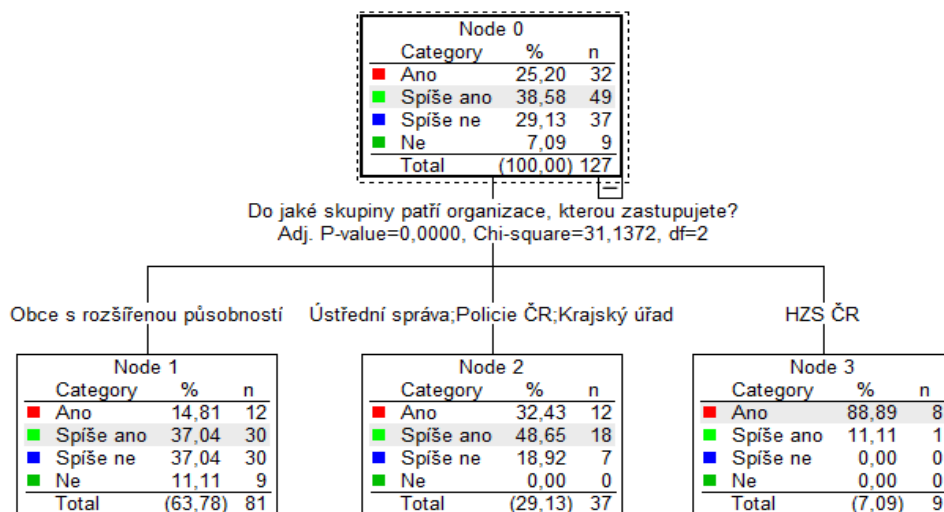 Node 0
Category % n
Ano 25,20 32
Spíše ano 38,58 49
Spíše ne 29,13 37
Ne 7,09 9
Total (100,00) 127
Do jaké skupiny patří organizace, kterou zastupujete?
Adj. P-value=0,0000, Chi-square=31,1372, df=2
Obce s rozšířenou působností
Node 1
Category % n
Ano 14,81 12
Spíše ano 37,04 30
Spíše ne 37,04 30
Ne 11,11 9
Total (63,78) 81
Ústřední správa;Policie ČR;Krajský úřad
Node 2
Category % n
Ano 32,43 12
Spíše ano 48,65 18
Spíše ne 18,92 7
Ne 0,00 0
Total (29,13) 37
HZS ČR
Node 3
Category % n
Ano 88,89 8
Spíše ano 11,11 1
Spíše ne 0,00 0
Ne 0,00 0
Total (7,09) 9